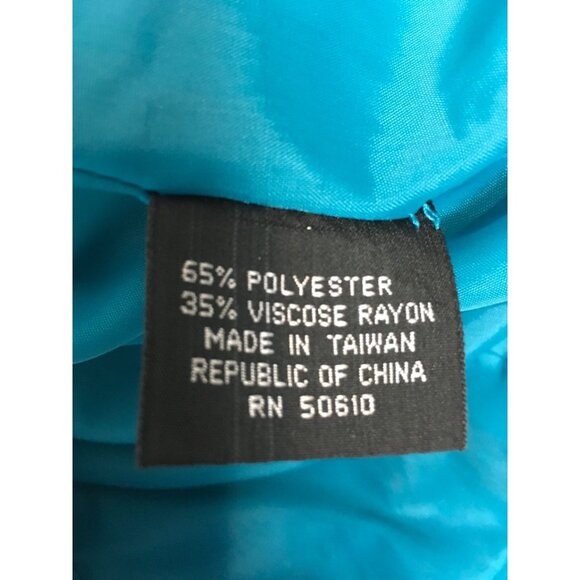 65% POLYESTER
35% VISCOSE RAYON
MADE IN TAIWAN
REPUBLIC OF CHINA
RN 50610